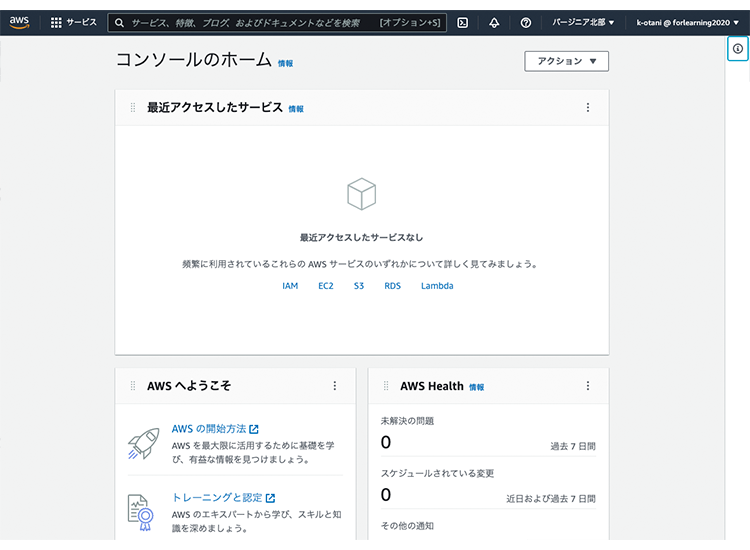 aws サービス サービス、特徴、ブログ、およびドキュメントなどを検索 [オプション+S] バージニア北部 ▼ k-otani @ forlearning2020 ▼
コンソールのホーム 情報
アクション ▼
最近アクセスしたサービス 情報
最近アクセスしたサービスなし
頻繁に利用されているこれらの AWS サービスのいずれかについて詳しく見てみましょう。
IAM EC2 S3 RDS Lambda
AWS へようこそ
AWS の開始方法
AWS を最大限に活用するために基礎を学
び、有益な情報を見つけましょう。
トレーニングと認定
AWS のエキスパートから学び、スキルと知
識を深めましょう。
AWS Health 情報
未解決の問題
0 過去 7 日間
スケジュールされている変更
0 近日および過去 7 日間
その他の通知